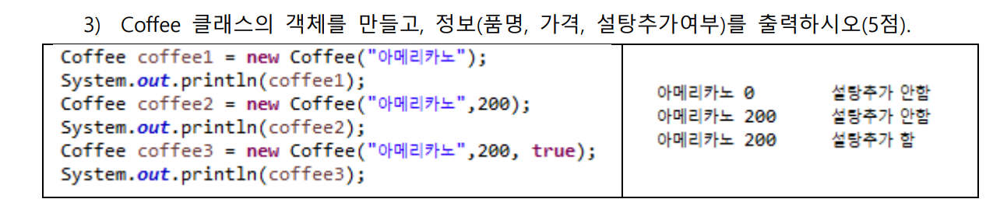 3) Coffee 클래스의 객체를 만들고, 정보(품명, 가격, 설탕추가여부)를 출력하시오(5점).
Coffee coffee1 = new Coffee("아메리카노");
System.out.println(coffee1);
Coffee coffee2 = new Coffee("아메리카노",200);
System.out.println(coffee2);
Coffee coffee3 = new Coffee("아메리카노",200, true);
System.out.println(coffee3);
아메리카노 0 설탕추가 안함
아메리카노 200 설탕추가 안함
아메리카노 200 설탕추가 함